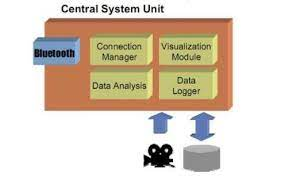 Central System Unit
Bluetooth
Connection
Manager
Visualization
Module
Data Analysis
Data
Logger